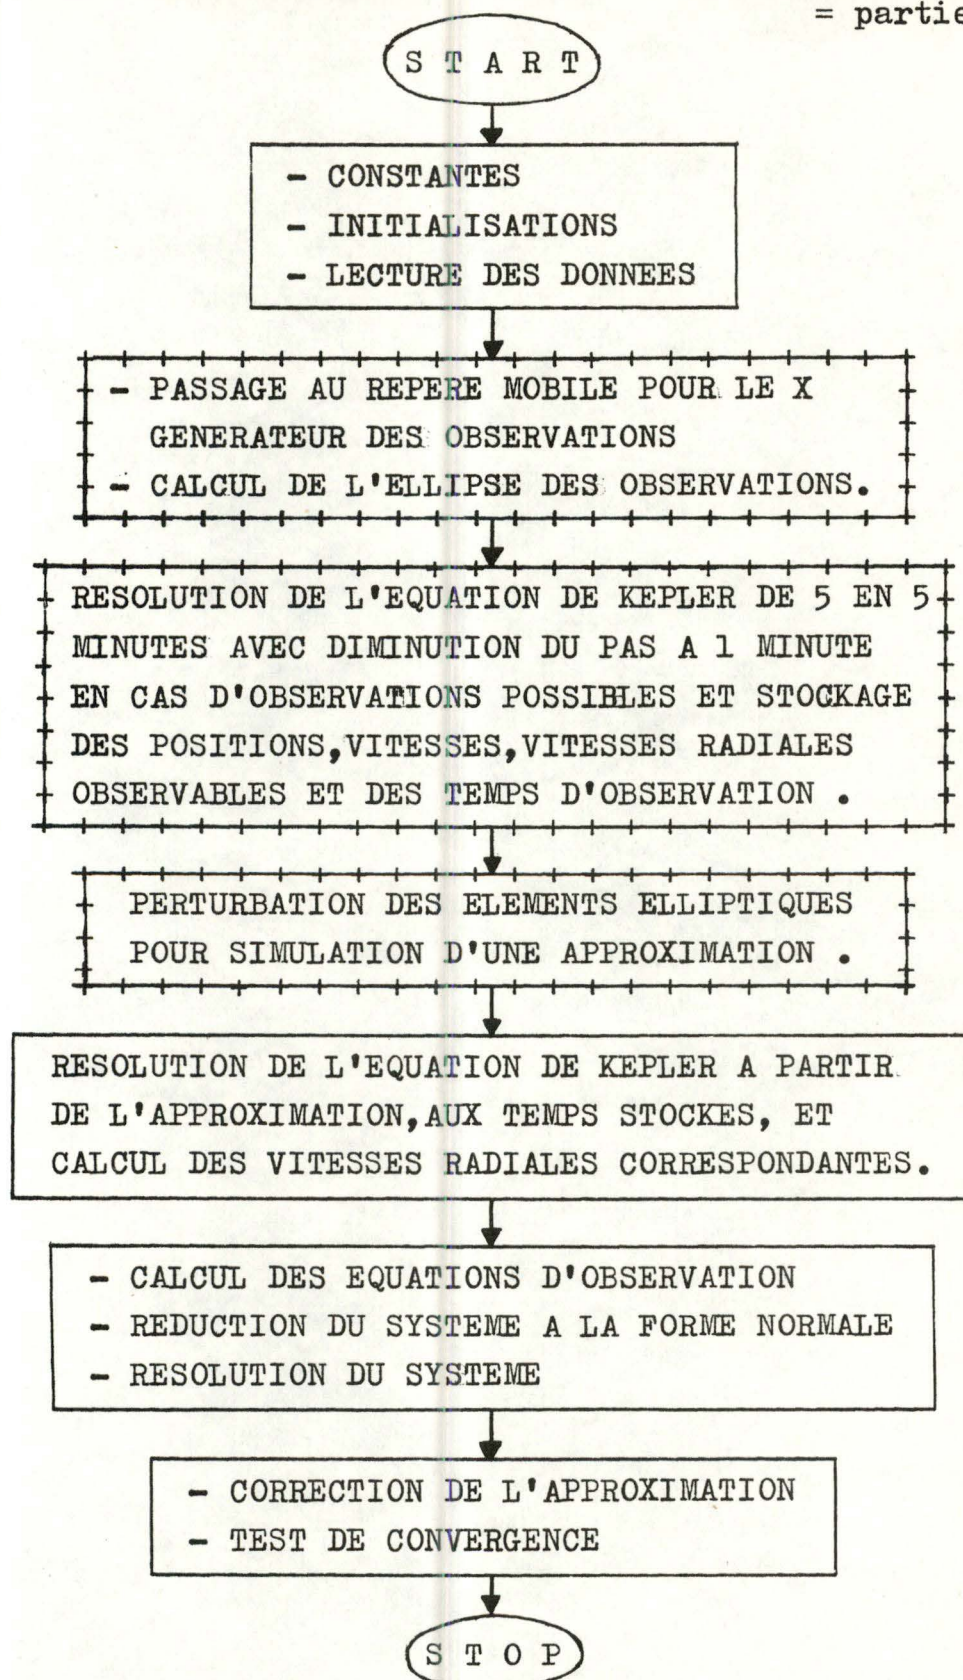 = partie
S T A R T
- CONSTANTES
- INITIALISATIONS
- LECTURE DES DONNEES
- PASSAGE AU REPERE MOBILE POUR LE X
GENERATEUR DES OBSERVATIONS
- CALCUL DE L'ELLIPSE DES OBSERVATIONS.
RESOLUTION DE L'EQUATION DE KEPLER DE 5 EN 5
MINUTES AVEC DIMINUTION DU PAS A 1 MINUTE
EN CAS D'OBSERVATIONS POSSIBLES ET STOCKAGE
DES POSITIONS,VITESSES,VITESSES RADIALES
OBSERVABLES ET DES TEMPS D'OBSERVATION .
PERTURBATION DES ELEMENTS ELLIPTIQUES
POUR SIMULATION D'UNE APPROXIMATION .
RESOLUTION DE L'EQUATION DE KEPLER A PARTIR
DE L'APPROXIMATION,AUX TEMPS STOCKES, ET
CALCUL DES VITESSES RADIALES CORRESPONDANTES.
- CALCUL DES EQUATIONS D'OBSERVATION
- REDUCTION DU SYSTEME A LA FORME NORMALE
- RESOLUTION DU SYSTEME
- CORRECTION DE L'APPROXIMATION
- TEST DE CONVERGENCE
S T O P